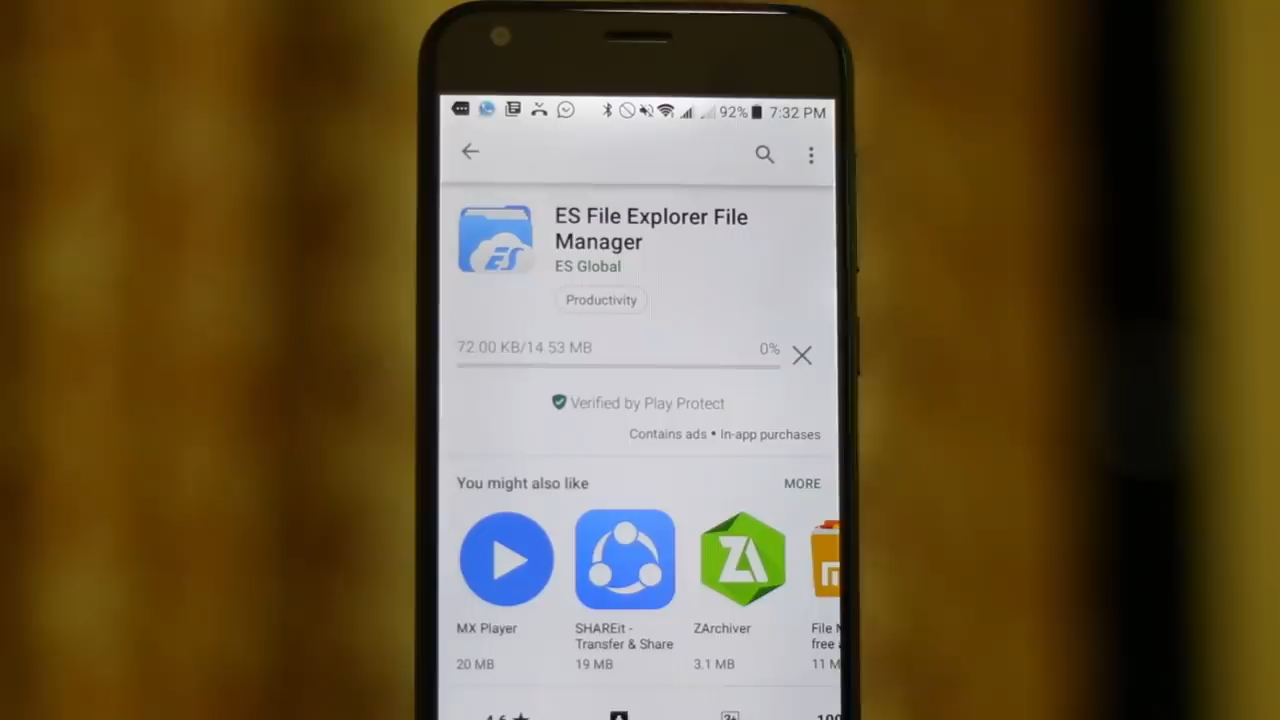 92% 7:32 PM
ES File Explorer File
Manager
ES Global
ES
Productivity
72.00 KB/14 53 MB 0%
Verified by Play Protect
Contains ads • In-app purchases
You might also like MORE
ZA
MX Player SHAREit - ZArchiver File
Transfer & Share free
20 MB 19 MB 3.1 MB 11 M